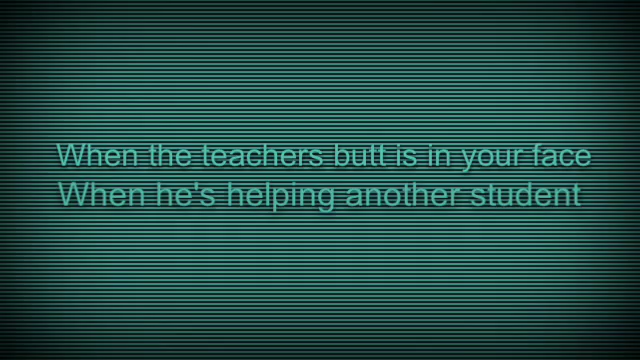 When the teachers butt is in your face
When he's helping another student